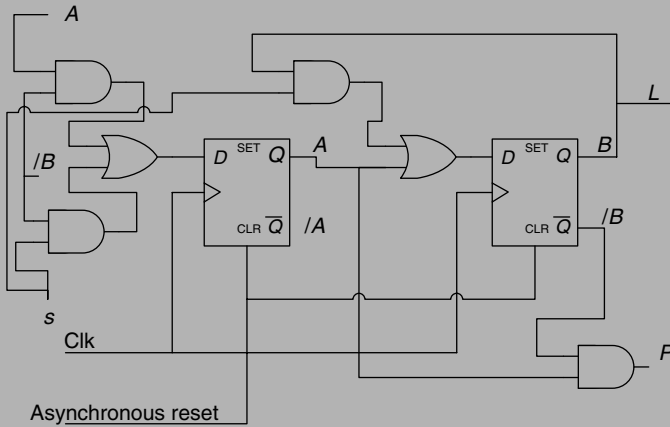 A
L
/B
D SET Q
A
D SET Q
B
CLR Q̅
/A
CLR Q̅
/B
s
Clk
P
Asynchronous reset